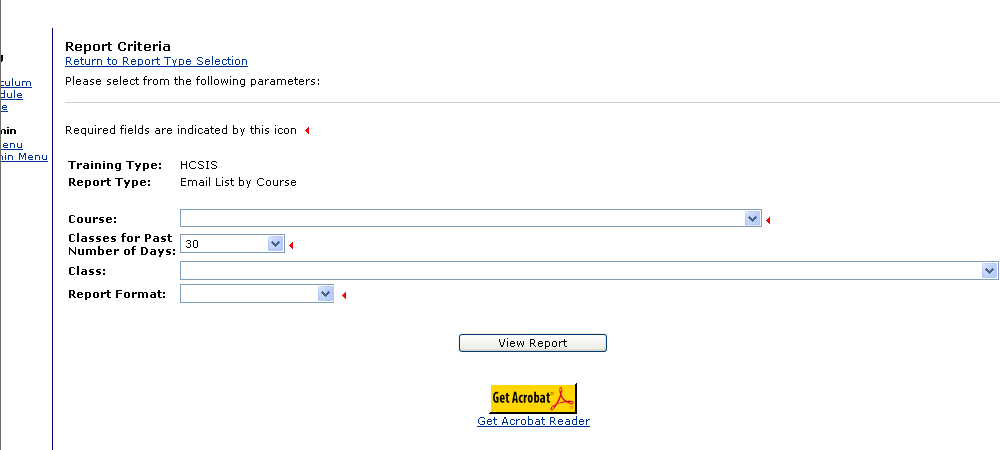 Report Criteria
Return to Report Type Selection
Please select from the following parameters:
culum
dule
e
min
enu
min Menu
Required fields are indicated by this icon
Training Type: HCSIS
Report Type: Email List by Course
Course:
Classes for Past
Number of Days: 30
Class:
Report Format:
View Report
Get Acrobat
Get Acrobat Reader